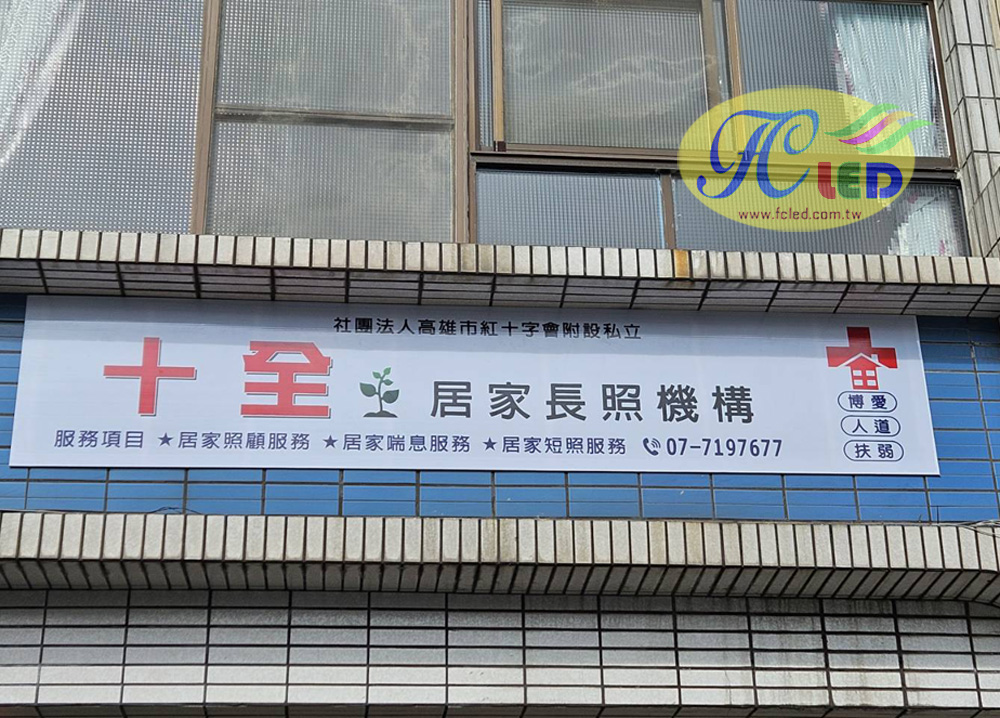 FC LED
www.fcled.com.tw
社團法人高雄市紅十字會附設私立
十全 居家長照機構
服務項目 ★居家照顧服務 ★居家喘息服務 ★居家短照服務 07-7197677
博愛
人道
扶弱